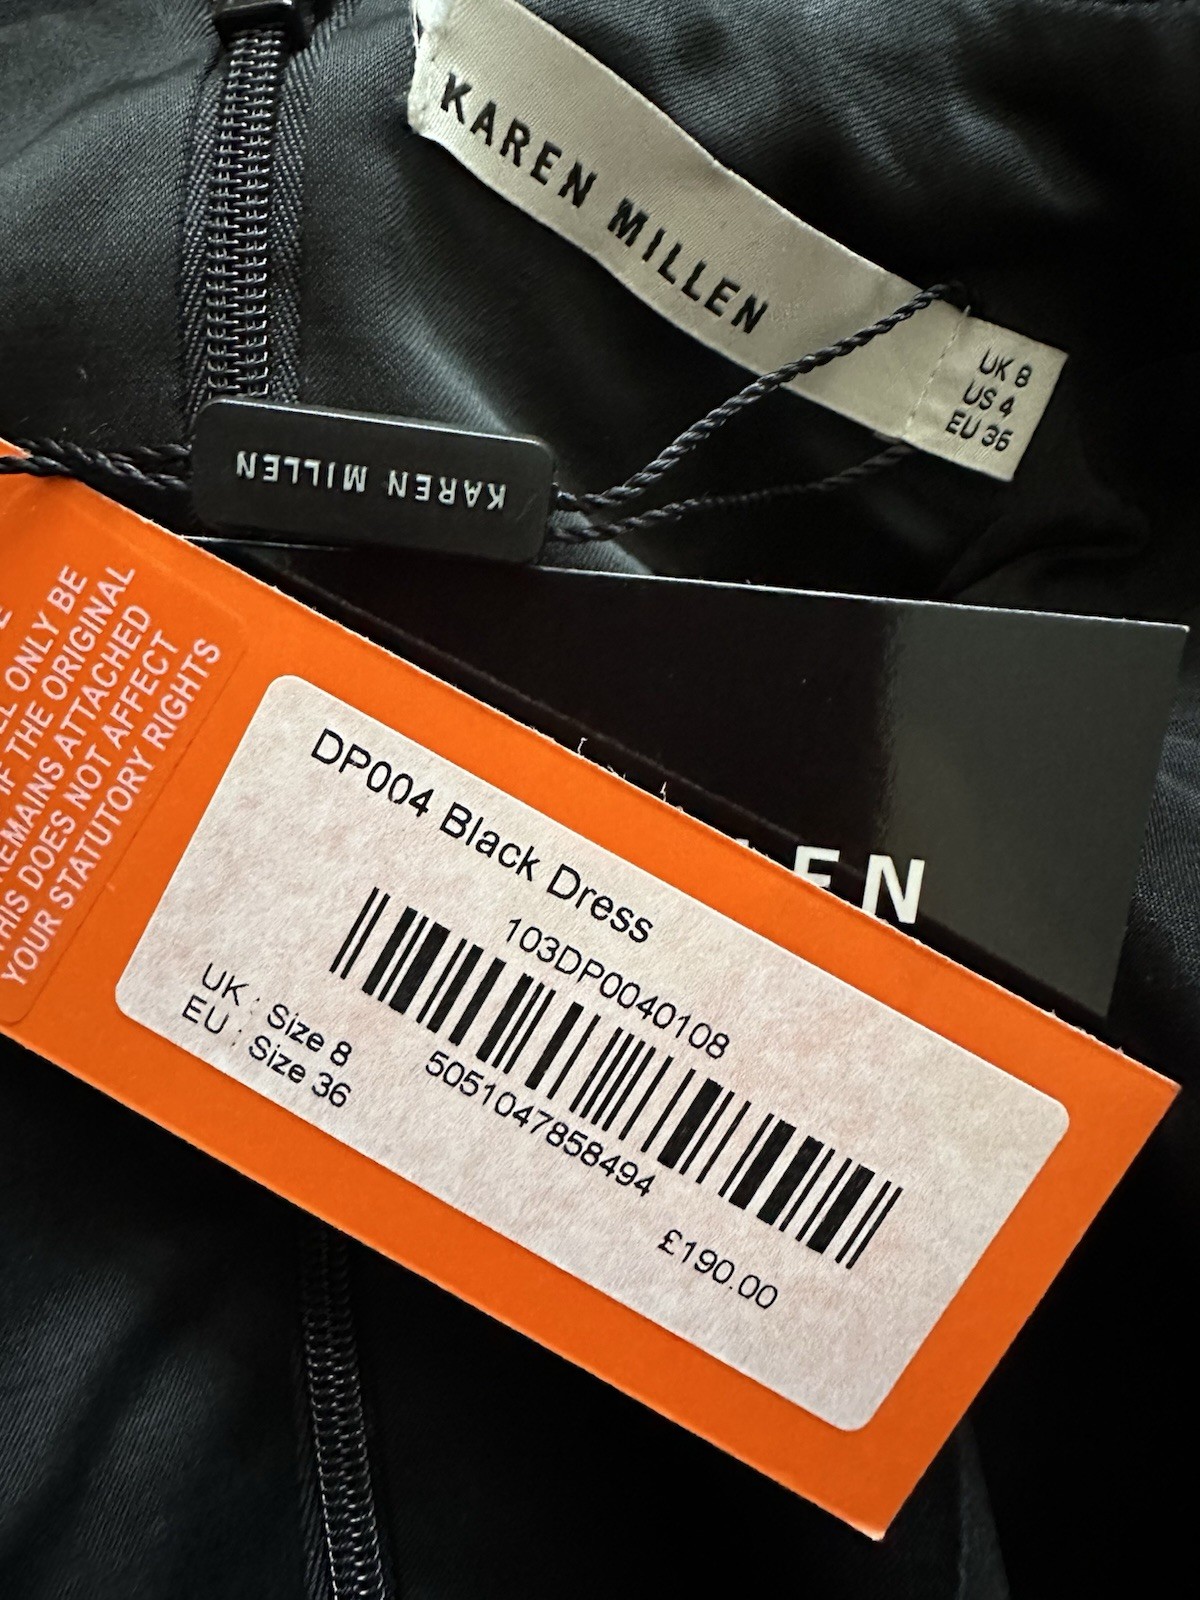 KAREN MILLEN
UK 8
US 4
EU 36
KAREN MILLEN
EN
ONLY BE
IF THE ORIGINAL
REMAINS ATTACHED
THIS DOES NOT AFFECT
YOUR STATUTORY RIGHTS
DP004 Black Dress
103DP0040108
UK : Size 8
EU : Size 36
5051047858494
£190.00